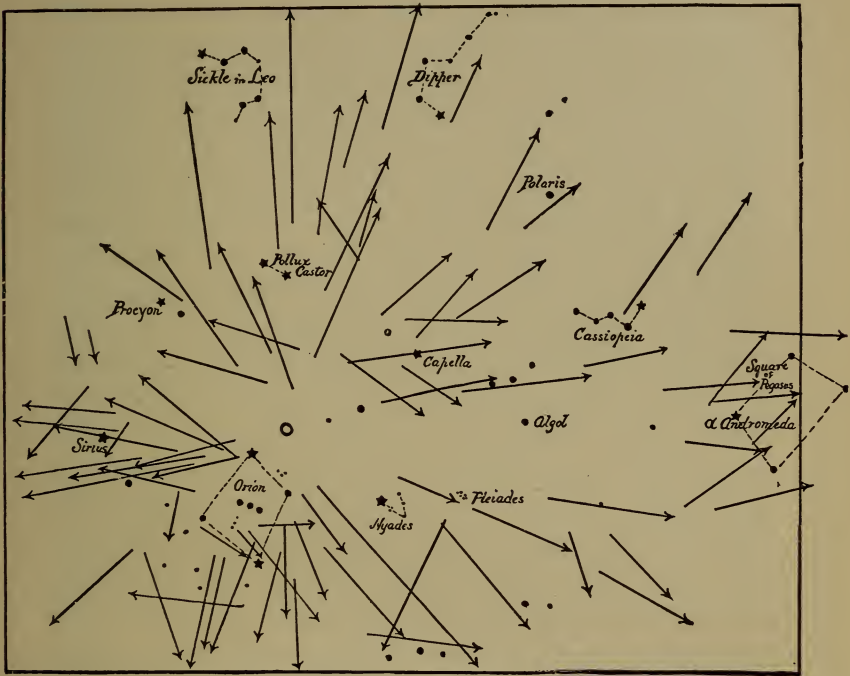 Sickle in Leo
Dipper
Polaris
Pollux
Castor
Procyon
Cassiopeia
Capella
Square
of
Pegasus
α Andromeda
Algol
Sirius
Orion
Hyades
Pleiades